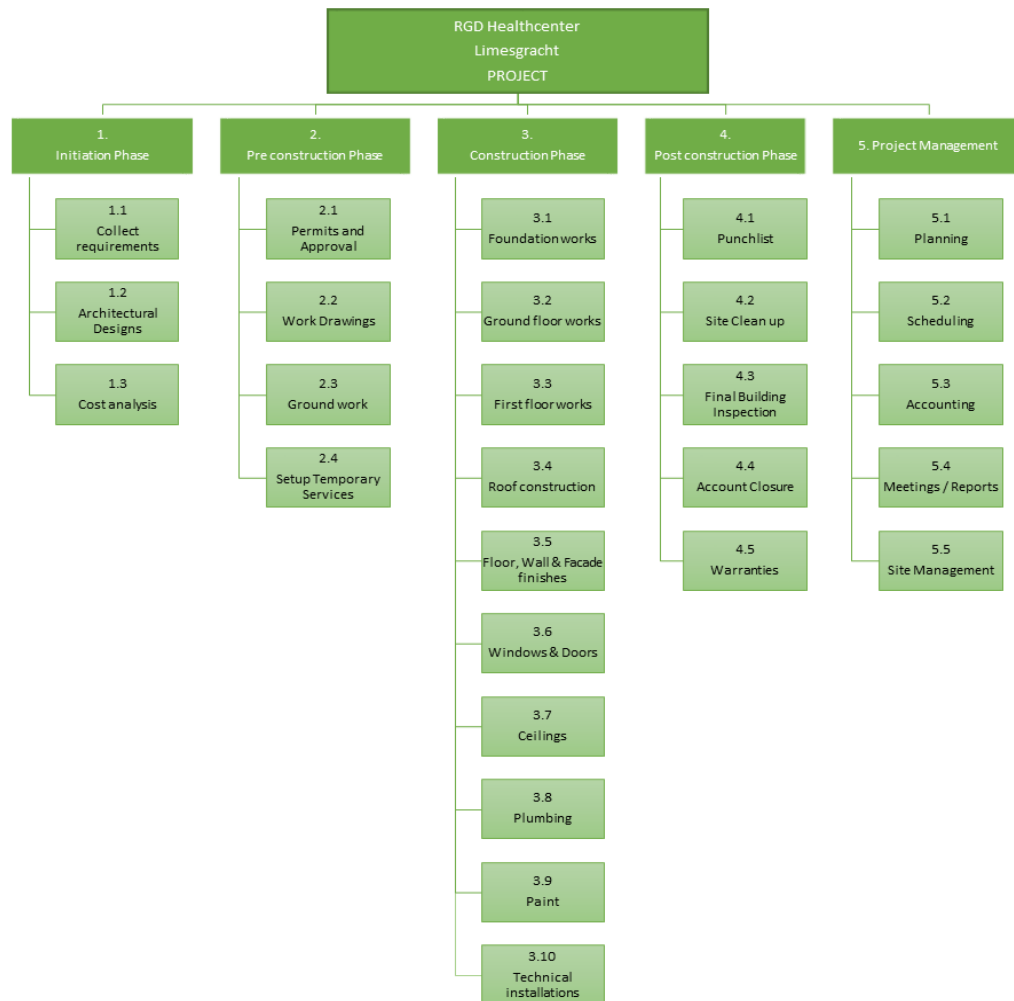 RGD Healthcenter
Limesgracht
PROJECT
1.
Initiation Phase
1.1
Collect
requirements
1.2
Architectural
Designs
1.3
Cost analysis
2.
Pre construction Phase
2.1
Permits and
Approval
2.2
Work Drawings
2.3
Ground work
2.4
Setup Temporary
Services
3.
Construction Phase
3.1
Foundation works
3.2
Ground floor works
3.3
First floor works
3.4
Roof construction
3.5
Floor, Wall & Facade
finishes
3.6
Windows & Doors
3.7
Ceilings
3.8
Plumbing
3.9
Paint
3.10
Technical
installations
4.
Post construction Phase
4.1
Punchlist
4.2
Site Clean up
4.3
Final Building
Inspection
4.4
Account Closure
4.5
Warranties
5. Project Management
5.1
Planning
5.2
Scheduling
5.3
Accounting
5.4
Meetings / Reports
5.5
Site Management